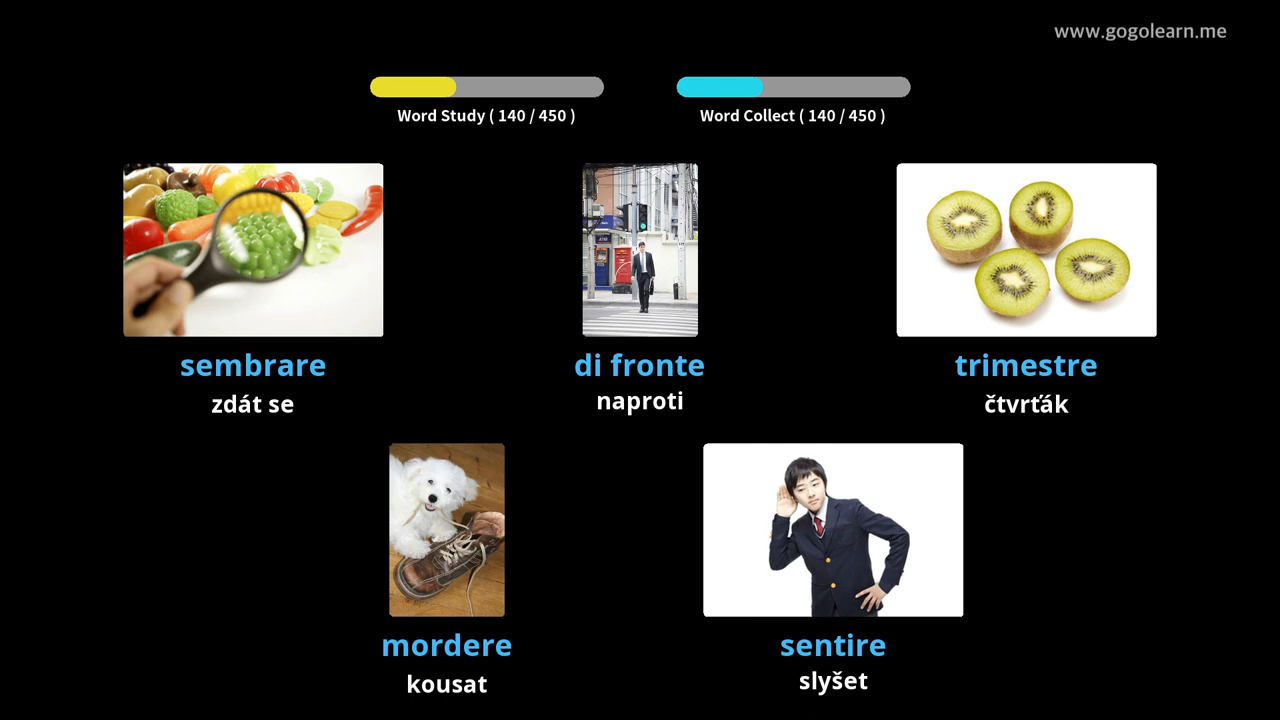 www.gogolearn.me
Word Study ( 140 / 450 )
Word Collect ( 140 / 450 )
sembrare
zdát se
di fronte
naproti
trimestre
čtvrťák
mordere
kousat
sentire
slyšet